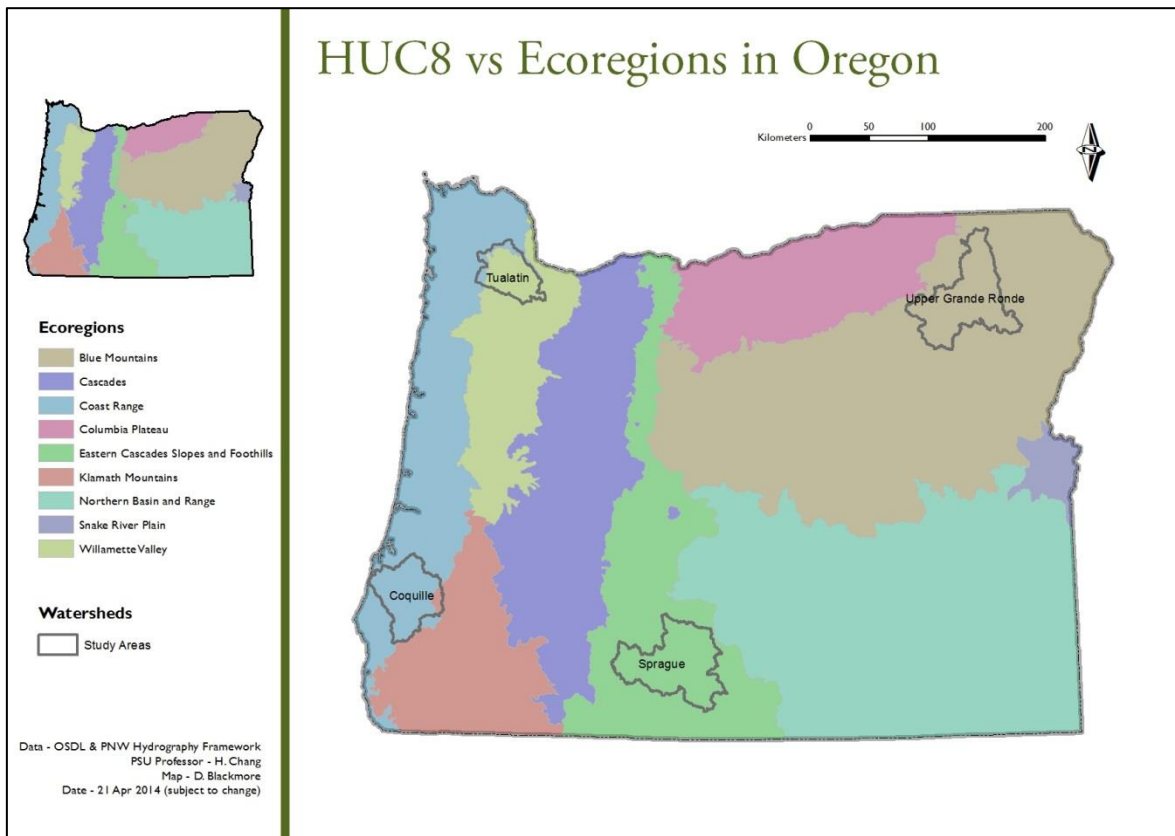 HUC8 vs Ecoregions in Oregon
Kilometers 0 50 100 200
N
Ecoregions
Blue Mountains
Cascades
Coast Range
Columbia Plateau
Eastern Cascades Slopes and Foothills
Klamath Mountains
Northern Basin and Range
Snake River Plain
Willamette Valley
Watersheds
Study Areas
Data - OSDL & PNW Hydrography Framework
PSU Professor - H. Chang
Map - D. Blackmore
Date - 21 Apr 2014 (subject to change)
Tualatin
Upper Grande Ronde
Coquille
Sprague